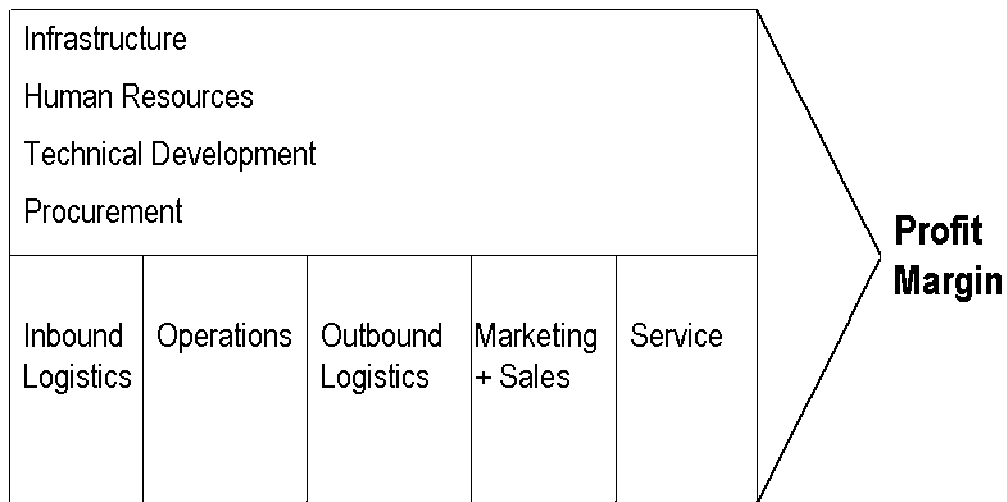 Infrastructure
Human Resources
Technical Development
Procurement
Profit
Margin
Inbound
Logistics
Operations
Outbound
Logistics
Marketing
+ Sales
Service